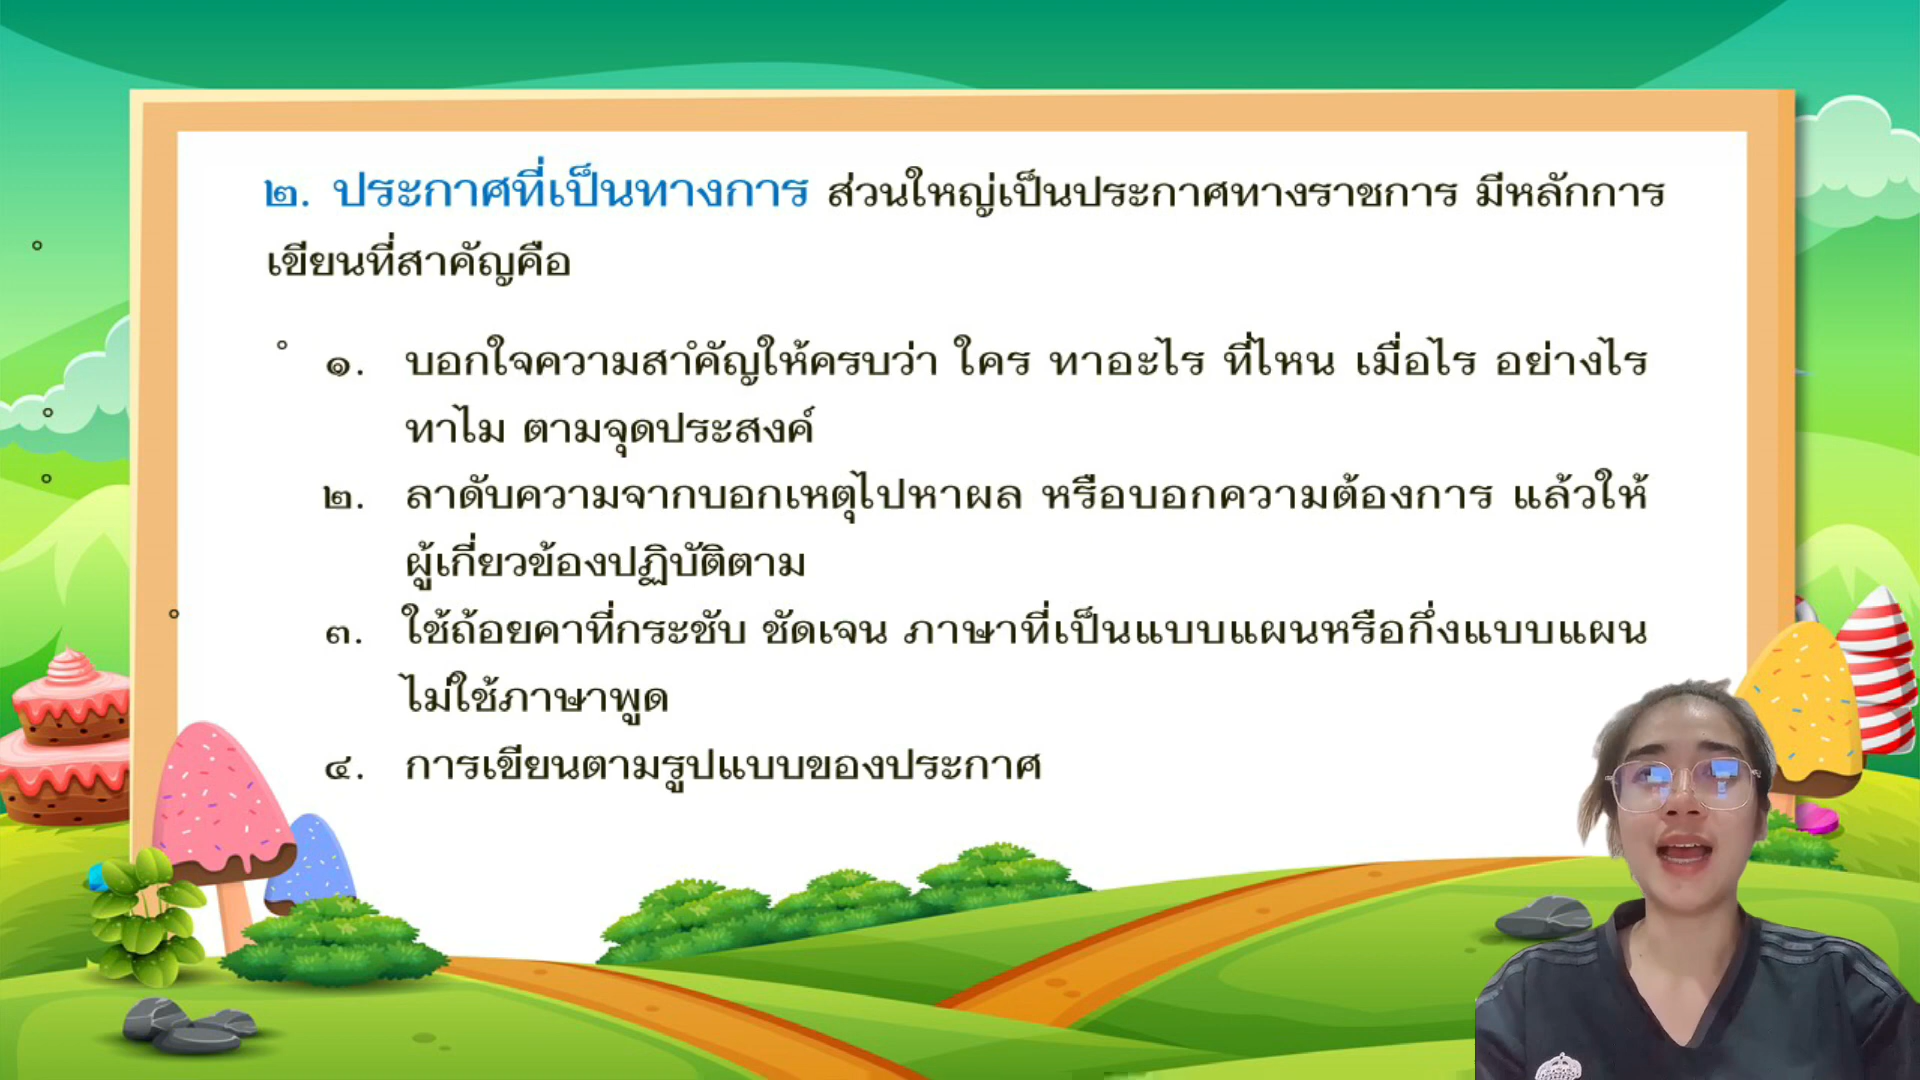 ๒. ประกาศที่เป็นทางการ ส่วนใหญ่เป็นประกาศทางราชการ มีหลักการ
เขียนที่สาคัญคือ
๑. บอกใจความสาํคัญให้ครบว่า ใคร ทาอะไร ที่ไหน เมื่อไร อย่างไร
ทาไม ตามจุดประสงค์
๒. ลาดับความจากบอกเหตุไปหาผล หรือบอกความต้องการ แล้วให้
ผู้เกี่ยวข้องปฏิบัติตาม
๓. ใช้ถ้อยคาที่กระชับ ชัดเจน ภาษาที่เป็นแบบแผนหรือกึ่งแบบแผน
ไม่ใช้ภาษาพูด
๔. การเขียนตามรูปแบบของประกาศ